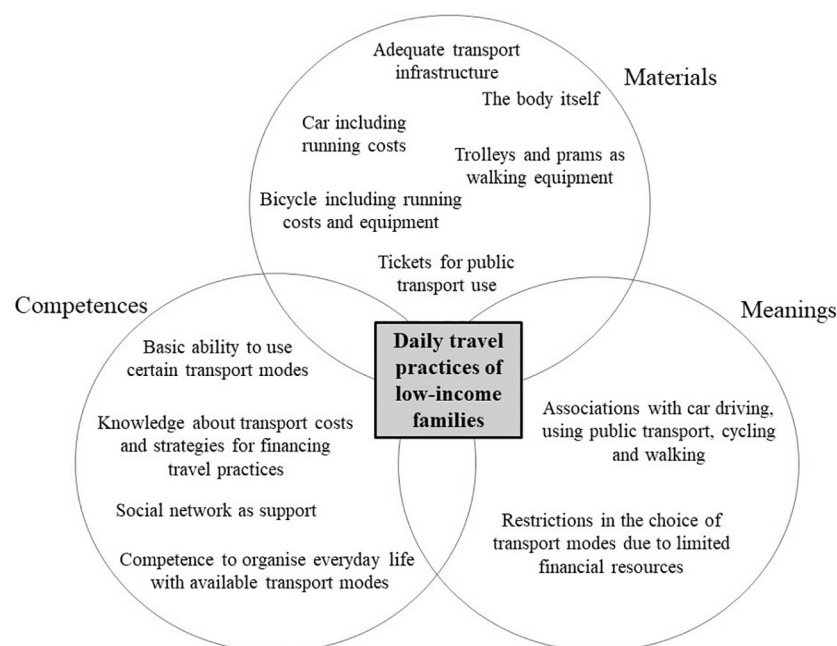 Materials
Adequate transport
infrastructure
The body itself
Car including
running costs
Trolleys and prams as
walking equipment
Bicycle including running
costs and equipment
Tickets for public
transport use
Competences
Basic ability to use
certain transport modes
Knowledge about transport costs
and strategies for financing
travel practices
Social network as support
Competence to organise everyday life
with available transport modes
Daily travel
practices of
low-income
families
Meanings
Associations with car driving,
using public transport, cycling
and walking
Restrictions in the choice of
transport modes due to limited
financial resources